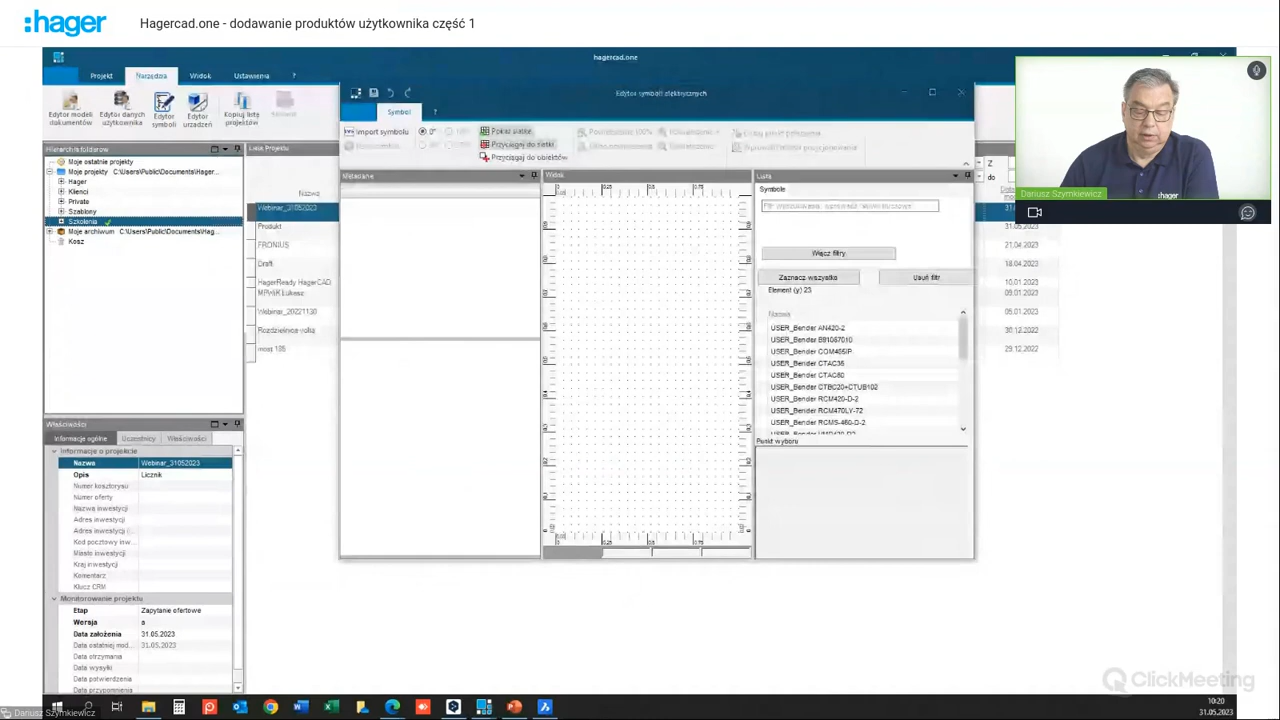 :hager
Hagercad.one - dodawanie produktów użytkownika część 1
hagercad.one
Projekt Narzędzia Widok Ustawienia ?
Edytor modeli dokumentów
Edytor danych użytkownika
Edytor symboli
Edytor urządzeń
Kopiuj listę projektów
Hierarchia folderów
Moje ostatnie projekty
Moje projekty C:\Users\Public\Documents\Hager...
Hager
Klienci
Private
Szablony
Szkolenia
Moje archiwum C:\Users\Public\Documents\Hag...
Kosz
Lista Projektu
Nazwa
Webinar_31052023
Produkt
FRONIUS
Draft
HagerReady HagerCAD
MPWiK Łukasz
Webinar_20221130
Rozdzielnica
most 185
Edytor symboli elektrycznych
Symbol ?
Import symbolu
0°
Pokaż siatkę
Przyciągaj do siatki
Przyciągaj do obiektów
Metadane
Widok
Lista
Symbole
Włącz filtry
Zaznacz wszystko Usuń filtr
Element (y) 23
Nazwa
USER_Bender AN420-2
USER_Bender B91067010
USER_Bender COM465IP
USER_Bender CTAC35
USER_Bender CTAC60
USER_Bender CTBC20+CTUB102
USER_Bender RCM420-D-2
USER_Bender RCM470LY-72
USER_Bender RCMS-460-D-2
Punkt wyboru
Z
do
31.05.2023
21.04.2023
18.04.2023
10.01.2023
09.01.2023
05.01.2023
30.12.2022
29.12.2022
Dariusz Szymkiewicz
:hager
Właściwości
Informacje ogólne Uczestnicy Właściwości
Informacje o projekcie
Nazwa Webinar_31052023
Opis Licznik
Numer kosztorysu
Numer oferty
Nazwa inwestycji
Adres inwestycji
Adres inwestycji (...
Kod pocztowy inw...
Miasto inwestycji
Kraj inwestycji
Komentarz
Klucz CRM
Monitorowanie projektu
Etap Zapytanie ofertowe
Wersja a
Data założenia 31.05.2023
Data ostatniej mod... 31.05.2023
Data otrzymania
Data wysyłki
Data potwierdzenia
Data przypomnienia
ClickMeeting
10:20
31.05.2023
Dariusz Szymkiewicz